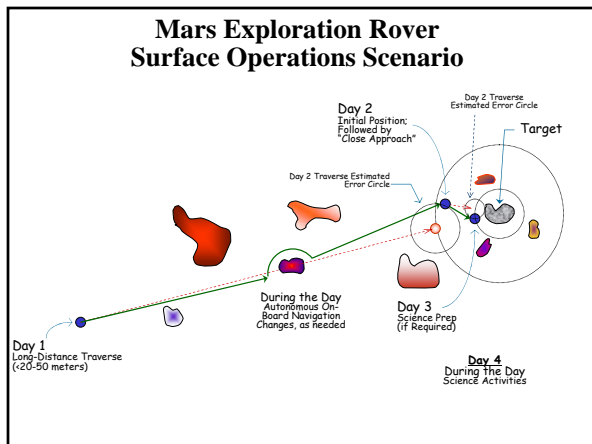 Mars Exploration Rover
Surface Operations Scenario
Day 2 Traverse
Estimated Error Circle
Day 2
Initial Position;
Followed by
"Close Approach"
Target
Day 2 Traverse Estimated
Error Circle
During the Day
Autonomous On-
Board Navigation
Changes, as needed
Day 3
Science Prep
(if Required)
Day 1
Long-Distance Traverse
(<20-50 meters)
Day 4
During the Day
Science Activities